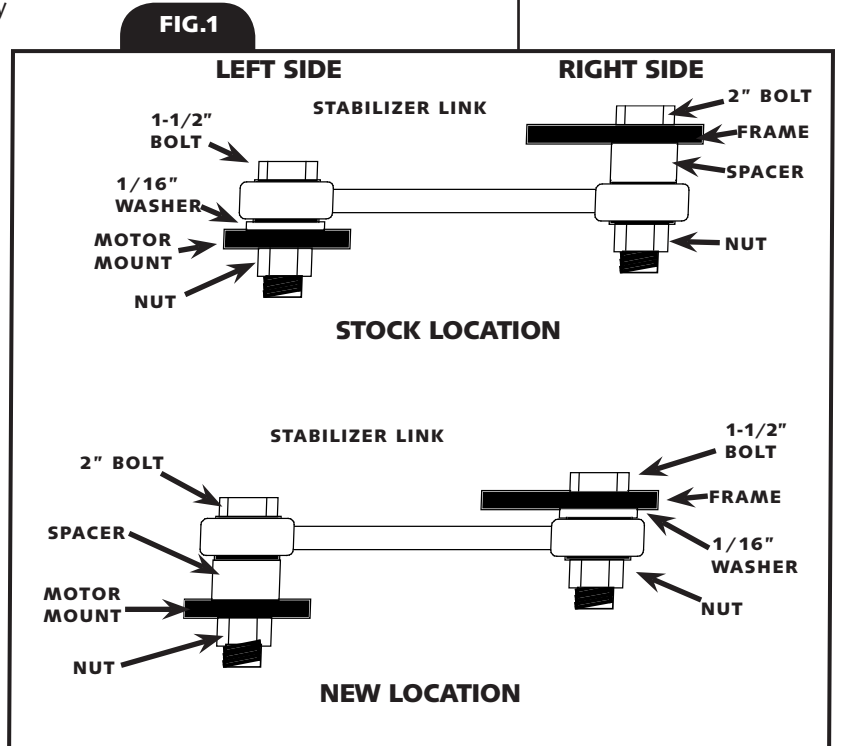 FIG.1
LEFT SIDE
RIGHT SIDE
STABILIZER LINK
1-1/2"
BOLT
1/16"
WASHER
MOTOR
MOUNT
NUT
2" BOLT
FRAME
SPACER
NUT
STOCK LOCATION
STABILIZER LINK
2" BOLT
SPACER
MOTOR
MOUNT
NUT
1-1/2"
BOLT
FRAME
1/16"
WASHER
NUT
NEW LOCATION